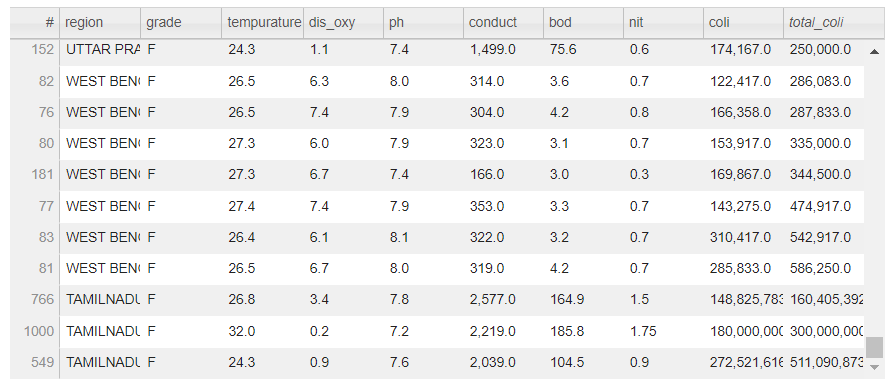 # region grade tempurature dis_oxy ph conduct bod nit coli total_coli
152 UTTAR PRA F 24.3 1.1 7.4 1,499.0 75.6 0.6 174,167.0 250,000.0
82 WEST BENG F 26.5 6.3 8.0 314.0 3.6 0.7 122,417.0 286,083.0
76 WEST BENG F 26.5 7.4 7.9 304.0 4.2 0.8 166,358.0 287,833.0
80 WEST BENG F 27.3 6.0 7.9 323.0 3.1 0.7 153,917.0 335,000.0
181 WEST BENG F 27.3 6.7 7.4 166.0 3.0 0.3 169,867.0 344,500.0
77 WEST BENG F 27.4 7.4 7.9 353.0 3.3 0.7 143,275.0 474,917.0
83 WEST BENG F 26.4 6.1 8.1 322.0 3.2 0.7 310,417.0 542,917.0
81 WEST BENG F 26.5 6.7 8.0 319.0 4.2 0.7 285,833.0 586,250.0
766 TAMILNADU F 26.8 3.4 7.8 2,577.0 164.9 1.5 148,825,783 160,405,392
1000 TAMILNADU F 32.0 0.2 7.2 2,219.0 185.8 1.75 180,000,000 300,000,000
549 TAMILNADU F 24.3 0.9 7.6 2,039.0 104.5 0.9 272,521,616 511,090,873